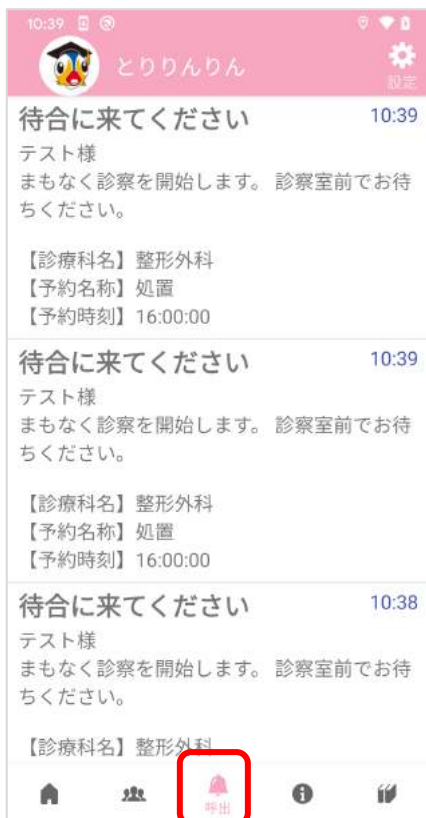 10:39
とりりんりん
設定
待合に来てください 10:39
テスト様
まもなく診察を開始します。 診察室前でお待
ちください。
【診療科名】整形外科
【予約名称】処置
【予約時刻】16:00:00
待合に来てください 10:39
テスト様
まもなく診察を開始します。 診察室前でお待
ちください。
【診療科名】整形外科
【予約名称】処置
【予約時刻】16:00:00
待合に来てください 10:38
テスト様
まもなく診察を開始します。 診察室前でお待
ちください。
【診療科名】整形外科
呼出